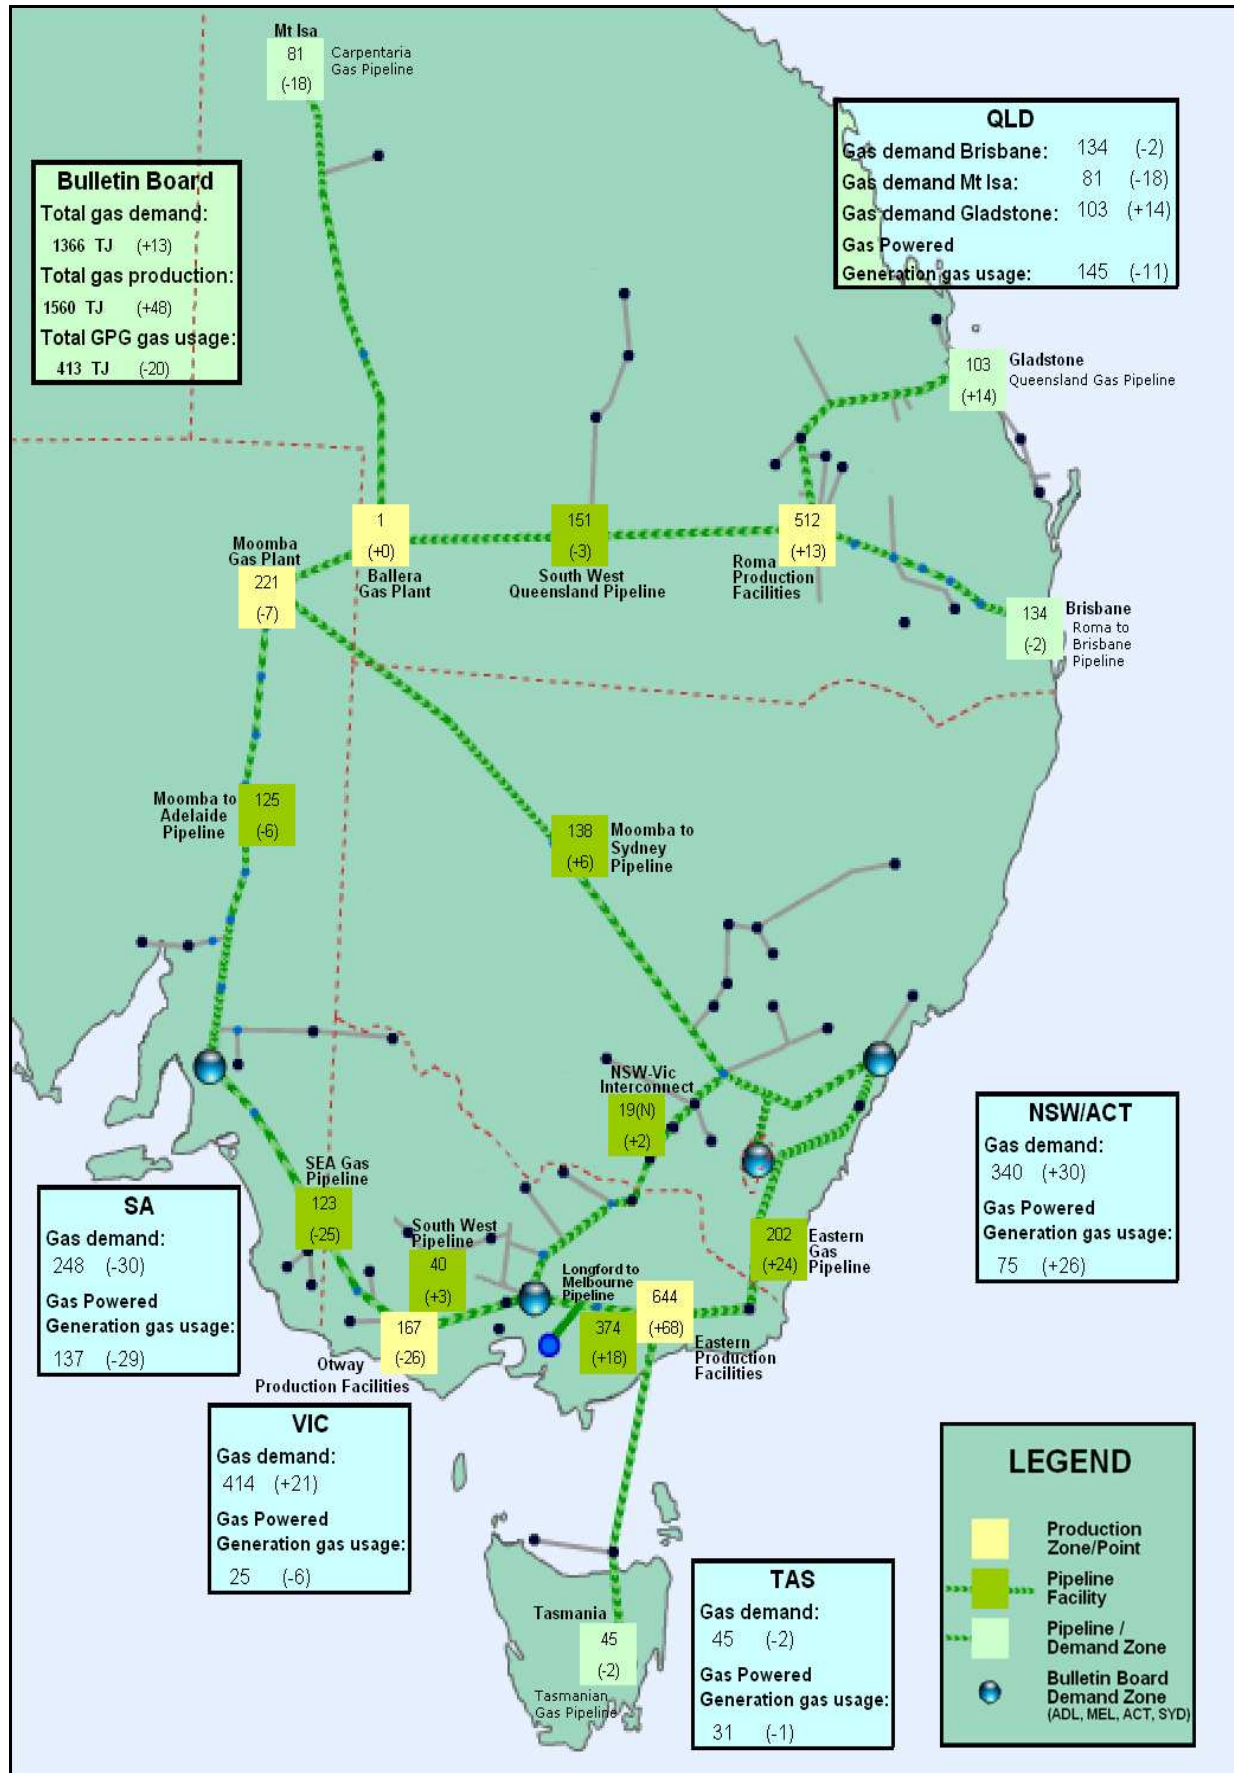 Mt Isa
81
(-18)
Carpentaria
Gas Pipeline
QLD
Gas demand Brisbane: 134 (-2)
Gas demand Mt Isa: 81 (-18)
Gas demand Gladstone: 103 (+14)
Gas Powered
Generation gas usage: 145 (-11)
Bulletin Board
Total gas demand:
1366 TJ (+13)
Total gas production:
1560 TJ (+48)
Total GPG gas usage:
413 TJ (-20)
103
(+14)
Gladstone
Queensland Gas Pipeline
1
(+0)
Ballera
Gas Plant
151
(-3)
South West
Queensland Pipeline
512
(+13)
Roma
Production
Facilities
Moomba
Gas Plant
221
(-7)
134
(-2)
Brisbane
Roma to
Brisbane
Pipeline
Moomba to
Adelaide
Pipeline
125
(-6)
138
(+6)
Moomba to
Sydney
Pipeline
NSW-Vic
Interconnect
19(N)
(+2)
NSW/ACT
Gas demand:
340 (+30)
Gas Powered
Generation gas usage:
75 (+26)
SEA Gas
Pipeline
123
(-25)
SA
Gas demand:
248 (-30)
Gas Powered
Generation gas usage:
137 (-29)
South West
Pipeline
40
(+3)
202
(+24)
Eastern
Gas
Pipeline
Longford to
Melbourne
Pipeline
374
(+18)
644
(+68)
Eastern
Production
Facilities
167
(-26)
Otway
Production Facilities
VIC
Gas demand:
414 (+21)
Gas Powered
Generation gas usage:
25 (-6)
Tasmania
45
(-2)
Tasmanian
Gas Pipeline
TAS
Gas demand:
45 (-2)
Gas Powered
Generation gas usage:
31 (-1)
LEGEND
Production
Zone/Point
Pipeline
Facility
Pipeline /
Demand Zone
Bulletin Board
Demand Zone
(ADL, MEL, ACT, SYD)